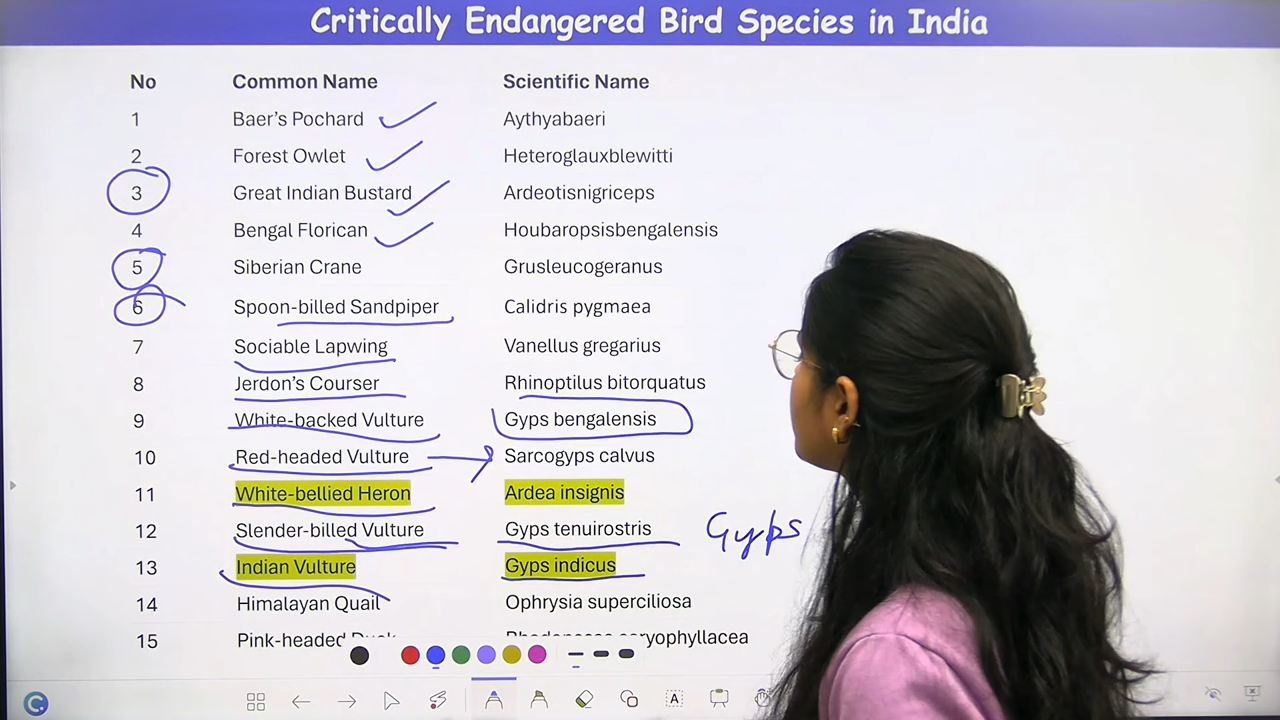 Critically Endangered Bird Species in India
No Common Name Scientific Name
1 Baer's Pochard Aythyabaeri
2 Forest Owlet Heteroglauxblewitti
3 Great Indian Bustard Ardeotisnigriceps
4 Bengal Florican Houbaropsisbengalensis
5 Siberian Crane Grusleucogeranus
6 Spoon-billed Sandpiper Calidris pygmaea
7 Sociable Lapwing Vanellus gregarius
8 Jerdon's Courser Rhinoptilus bitorquatus
9 White-backed Vulture Gyps bengalensis
10 Red-headed Vulture Sarcogyps calvus
11 White-bellied Heron Ardea insignis
12 Slender-billed Vulture Gyps tenuirostris Gyps
13 Indian Vulture Gyps indicus
14 Himalayan Quail Ophrysia superciliosa
15 Pink-headed
A